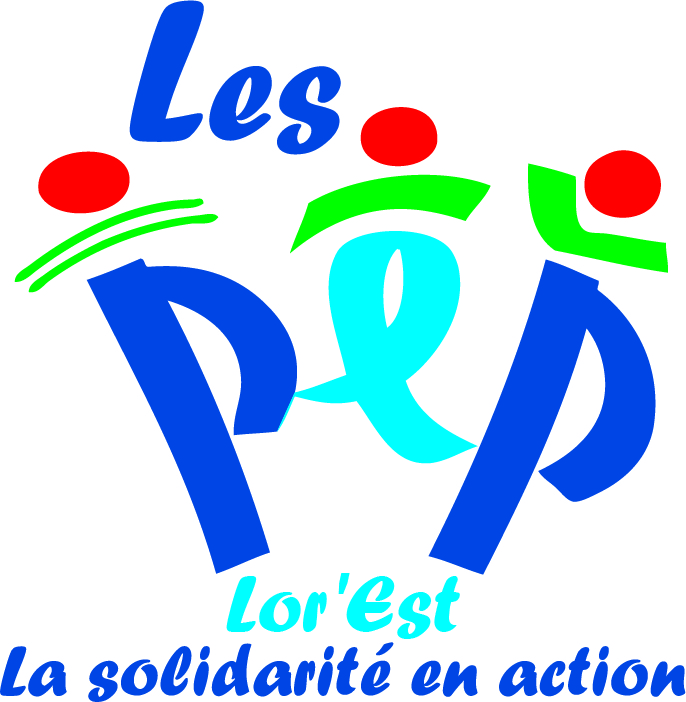 Les
pep
Lor'Est
La solidarité en action